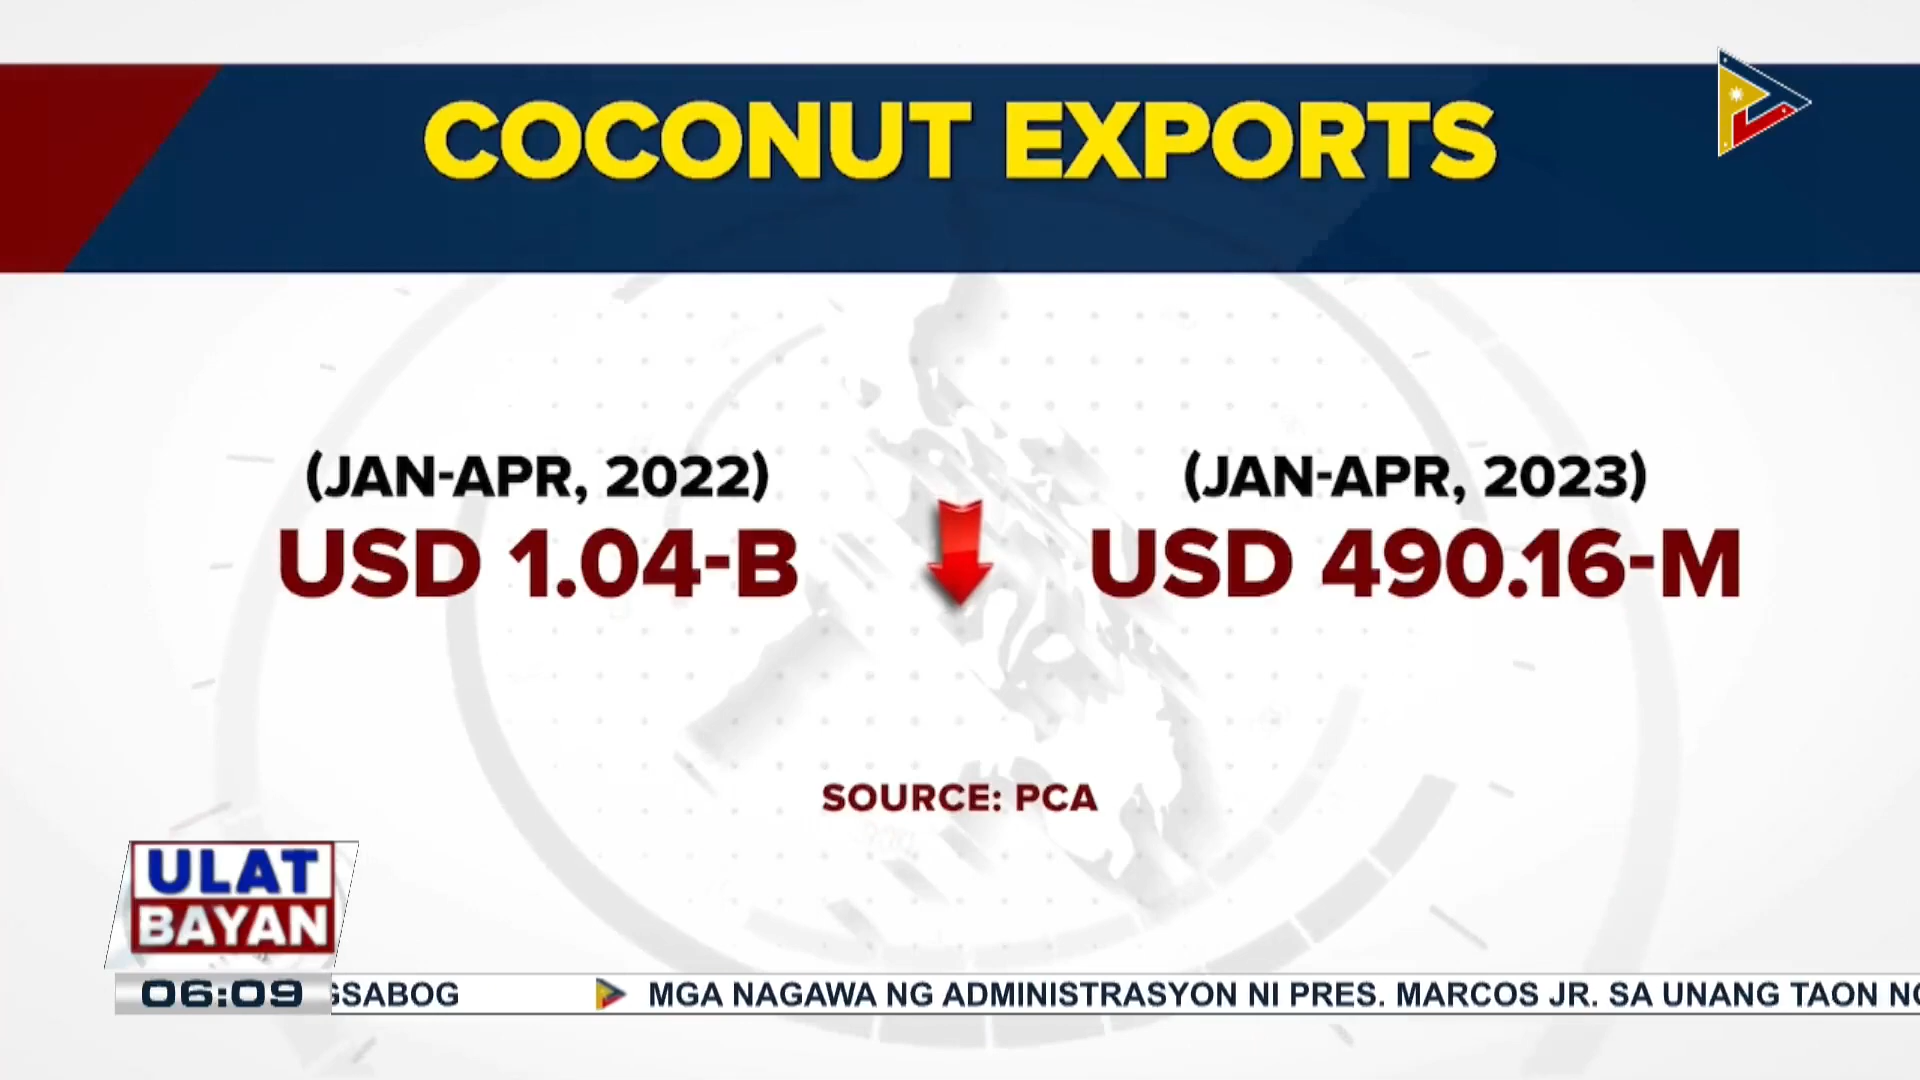 COCONUT EXPORTS
(JAN-APR, 2022)
USD 1.04-B
(JAN-APR, 2023)
USD 490.16-M
SOURCE: PCA
ULAT
BAYAN
06:09
MGA NAGAWA NG ADMINISTRASYON NI PRES. MARCOS JR. SA UNANG TAON